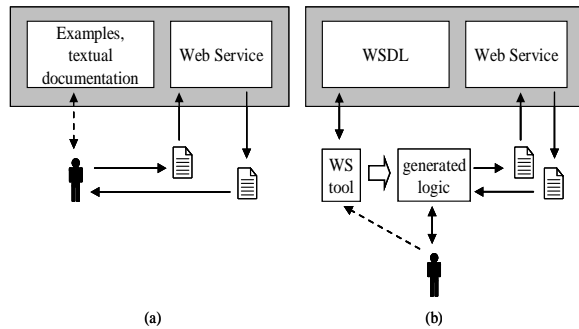 Examples,
textual
documentation
Web Service
WSDL
Web Service
WS
tool
generated
logic
(a)
(b)